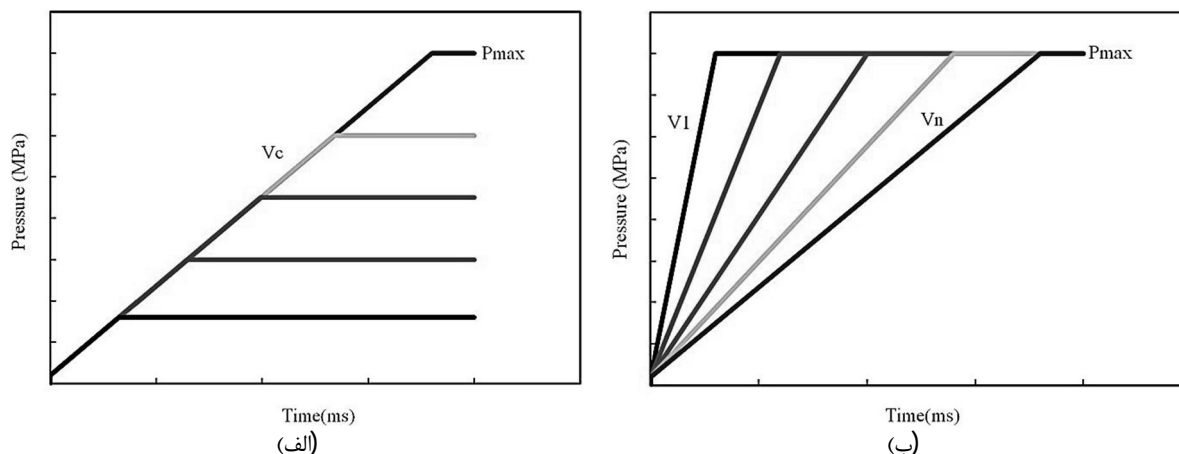 Pressure (MPa)
Pmax
Vc
Time(ms)
(الف)
Pressure (MPa)
Pmax
V1
Vn
Time(ms)
(ب)